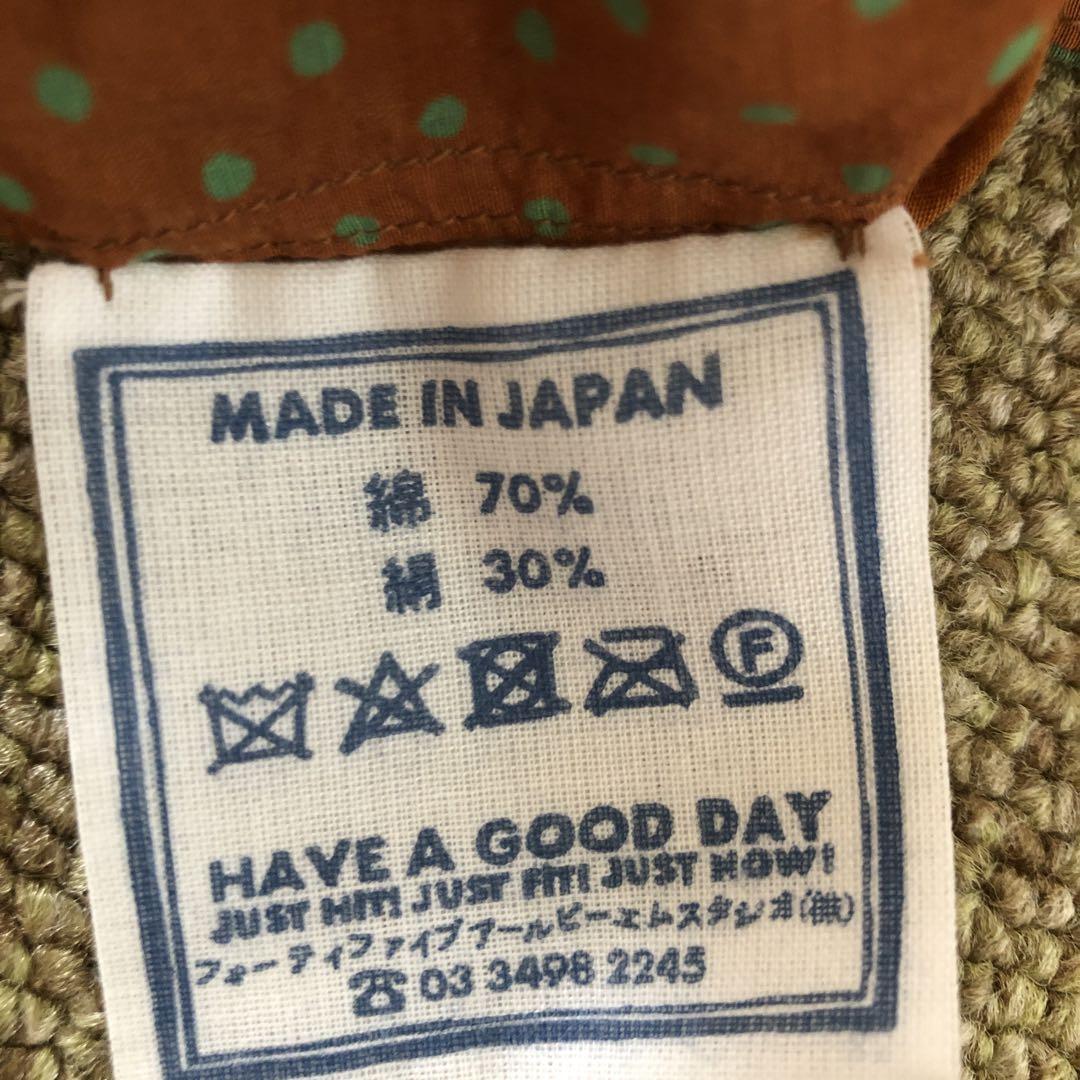 MADE IN JAPAN
綿 70%
絹 30%
F
HAVE A GOOD DAY
JUST HIT! JUST FIT! JUST NOW!
フォーティファイブアールピーエムスタジオ(株)
☎03 3498 2245